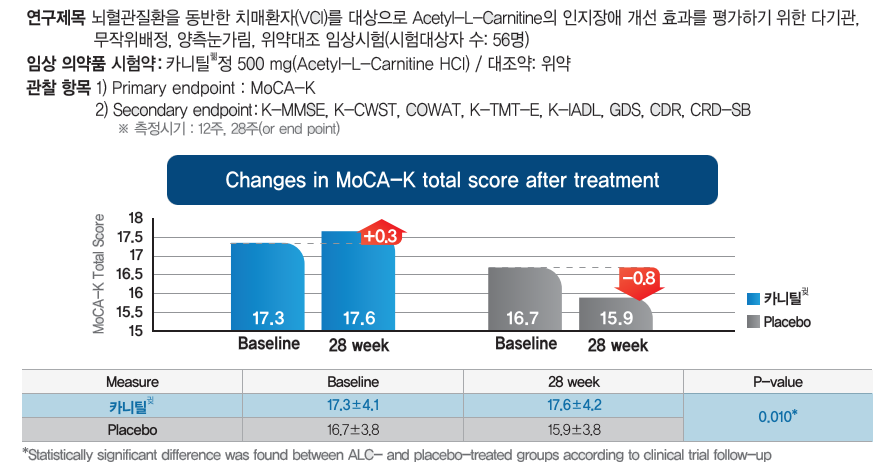 연구제목 뇌혈관질환을 동반한 치매환자(VCI)를 대상으로 Acetyl-L-Carnitine의 인지장애 개선 효과를 평가하기 위한 다기관,
무작위배정, 양측눈가림, 위약대조 임상시험(시험대상자 수: 56명)
임상 의약품 시험약: 카니틸정 500 mg(Acetyl-L-Carnitine HCl) / 대조약: 위약
관찰 항목 1) Primary endpoint : MoCA-K
2) Secondary endpoint: K-MMSE, K-CWST, COWAT, K-TMT-E, K-IADL, GDS, CDR, CRD-SB
※ 측정시기 : 12주, 28주(or end point)
Changes in MoCA-K total score after treatment
MoCA-K Total Score
18
17.5
17
16.5
16
15.5
15
+0.3
-0.8
17.3
17.6
16.7
15.9
Baseline
28 week
Baseline
28 week
카니틸
Placebo
Measure Baseline 28 week P-value
카니틸 17.3±4.1 17.6±4.2 0.010*
Placebo 16.7±3.8 15.9±3.8
*Statistically significant difference was found between ALC- and placebo-treated groups according to clinical trial follow-up